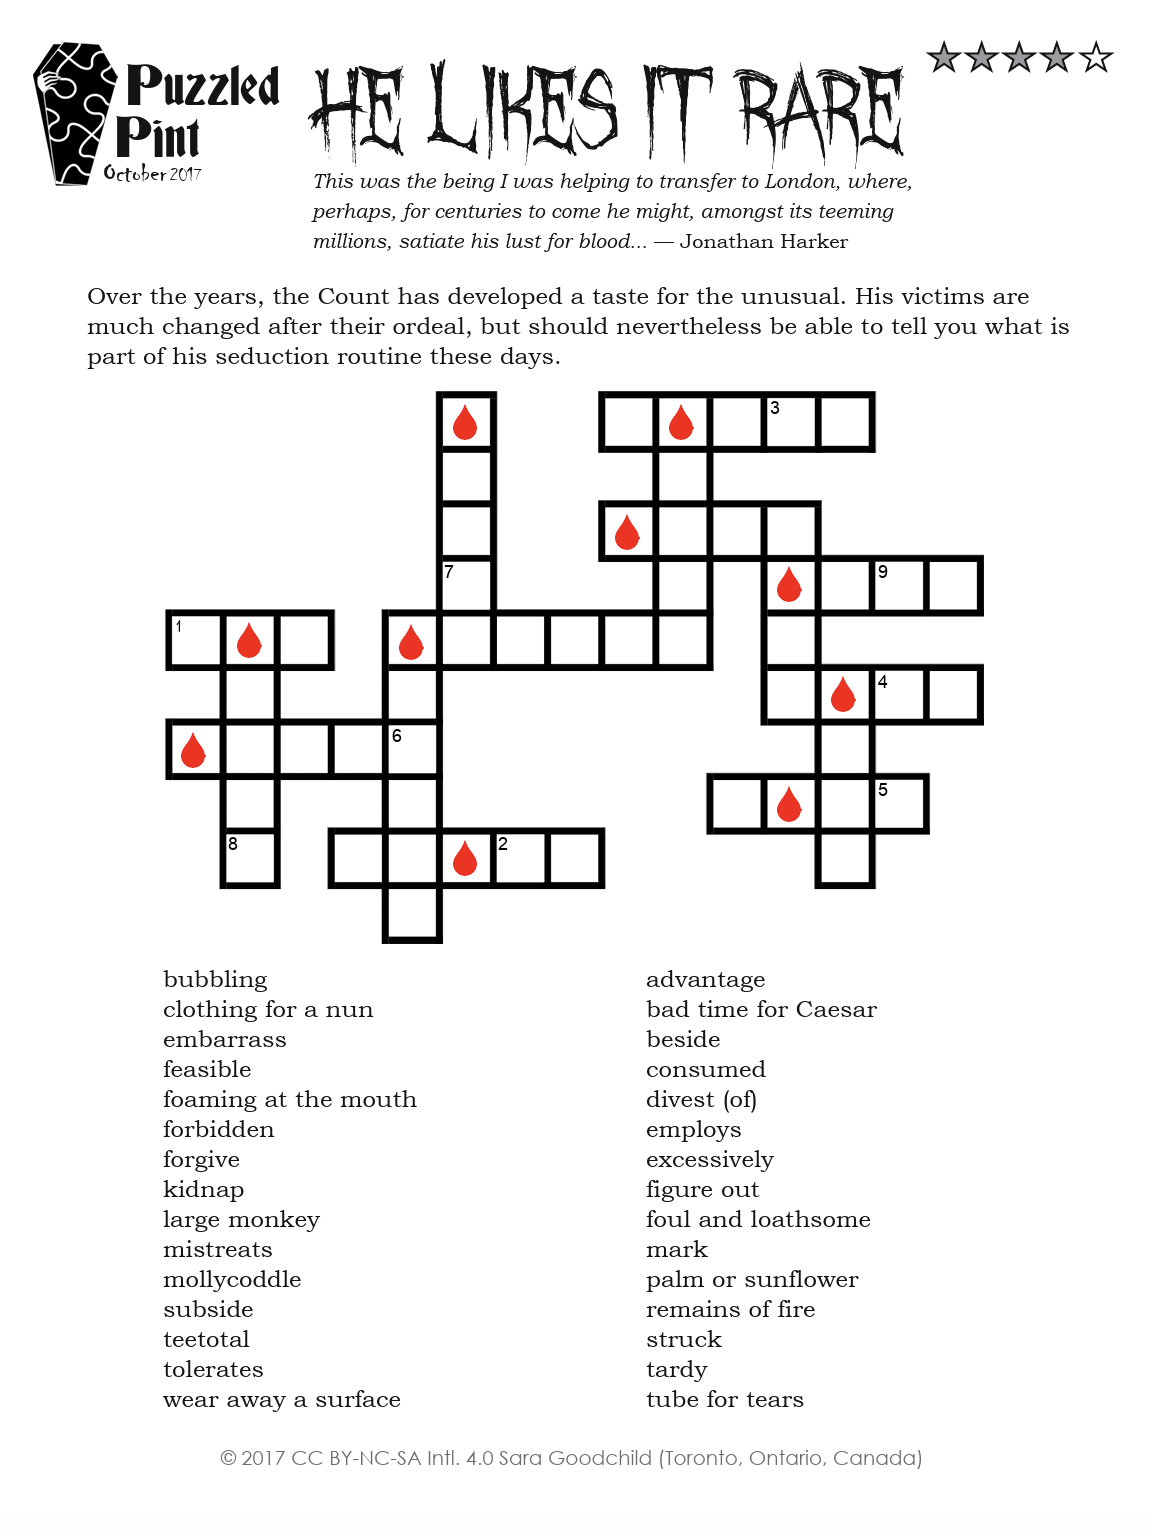 Puzzled
Pint
October 2017
HE LIKES IT RARE
This was the being I was helping to transfer to London, where,
perhaps, for centuries to come he might, amongst its teeming
millions, satiate his lust for blood... — Jonathan Harker
Over the years, the Count has developed a taste for the unusual. His victims are
much changed after their ordeal, but should nevertheless be able to tell you what is
part of his seduction routine these days.
3
7
9
1
4
6
5
8
2
bubbling
clothing for a nun
embarrass
feasible
foaming at the mouth
forbidden
forgive
kidnap
large monkey
mistreats
mollycoddle
subside
teetotal
tolerates
wear away a surface
advantage
bad time for Caesar
beside
consumed
divest (of)
employs
excessively
figure out
foul and loathsome
mark
palm or sunflower
remains of fire
struck
tardy
tube for tears
© 2017 CC BY-NC-SA Intl. 4.0 Sara Goodchild (Toronto, Ontario, Canada)